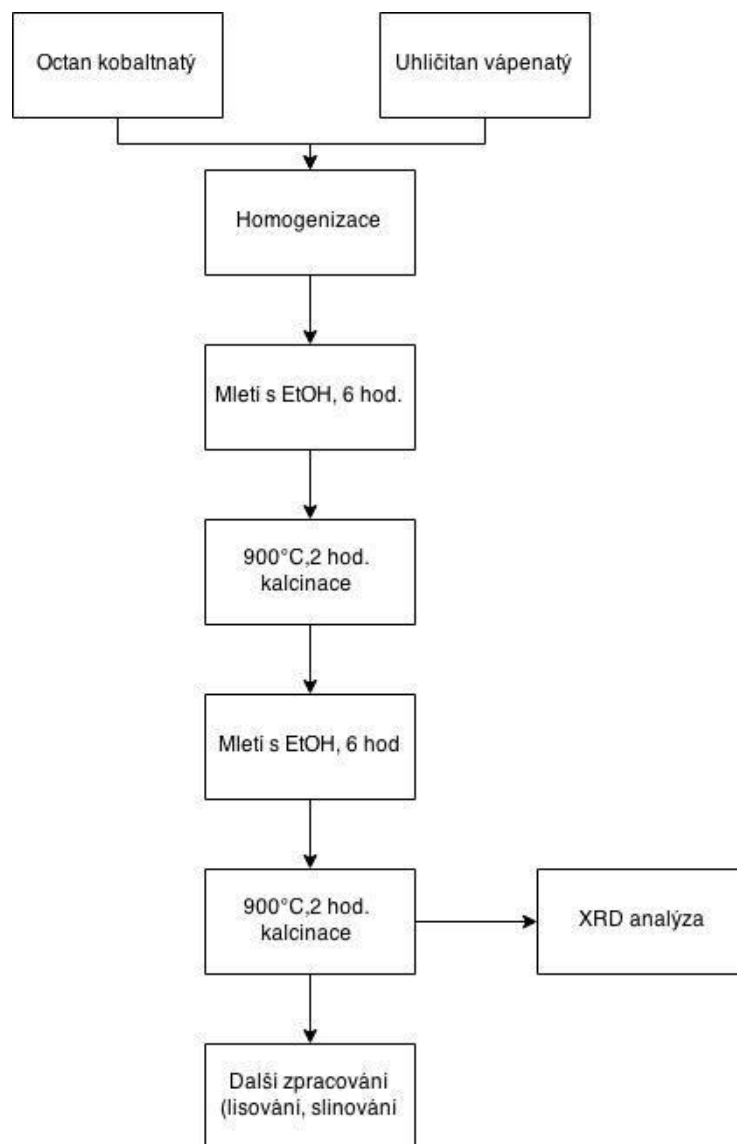 Octan kobaltnatý
Uhličitan vápenatý
Homogenizace
Mletí s EtOH, 6 hod.
900°C,2 hod.
kalcinace
Mletí s EtOH, 6 hod
900°C,2 hod.
kalcinace
XRD analýza
Další zpracování
(lisování, slinování